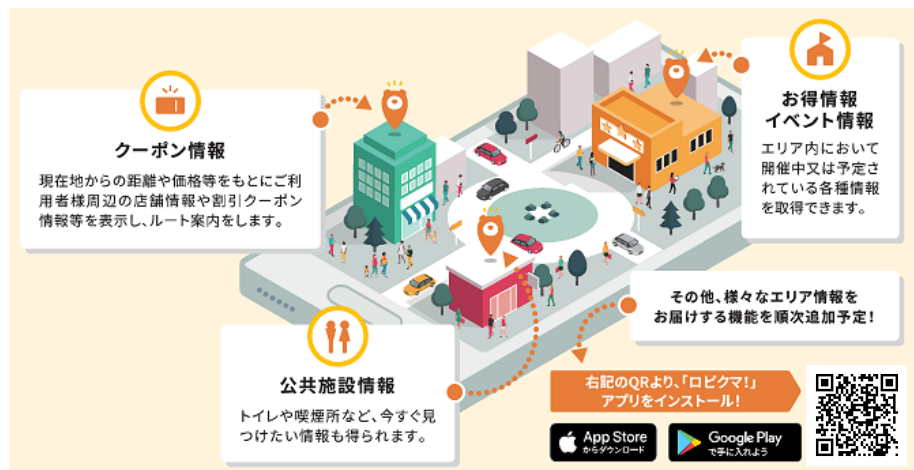 クーポン情報
現在地からの距離や価格等をもとにご利
用者様周辺の店舗情報や割引クーポン
情報等を表示し、ルート案内をします。
お得情報
イベント情報
エリア内において
開催中又は予定さ
れている各種情報
を取得できます。
公共施設情報
トイレや喫煙所など、今すぐ見
つけたい情報も得られます。
その他、様々なエリア情報を
お届けする機能を順次追加予定!
右記のQRより、「ロピクマ!」
アプリをインストール!
App Store
からダウンロード
Google Play
で手に入れよう